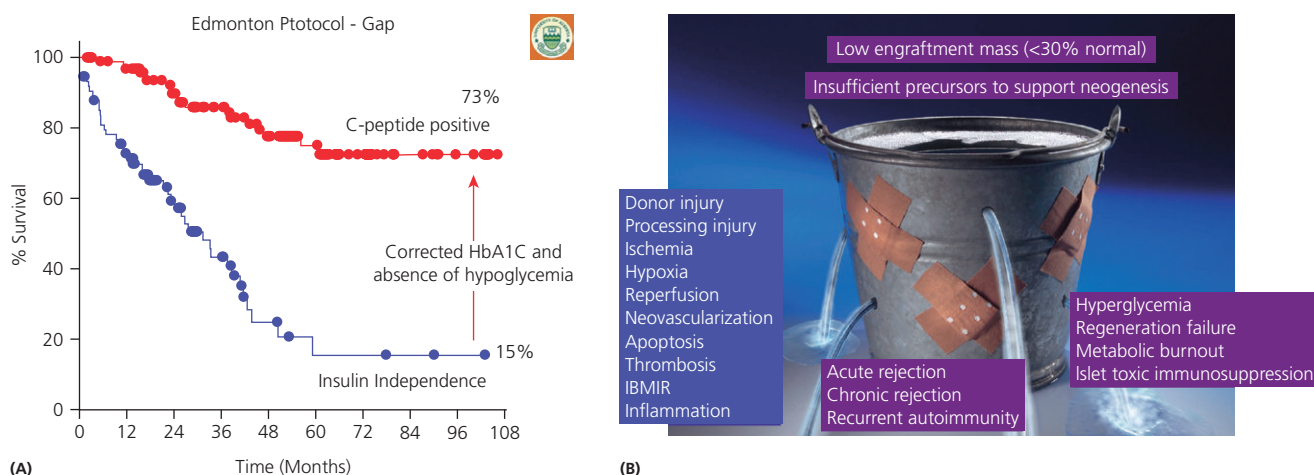 Edmonton Ptotocol - Gap
100
80
60
40
20
0
% Survival
73%
C-peptide positive
Corrected HbA1C and
absence of hypoglycemia
15%
Insulin Independence
0 12 24 36 48 60 72 84 96 108
Time (Months)
(A)
Low engraftment mass (<30% normal)
Insufficient precursors to support neogenesis
Donor injury
Processing injury
Ischemia
Hypoxia
Reperfusion
Neovascularization
Apoptosis
Thrombosis
IBMIR
Inflammation
Acute rejection
Chronic rejection
Recurrent autoimmunity
Hyperglycemia
Regeneration failure
Metabolic burnout
Islet toxic immunosuppression
(B)